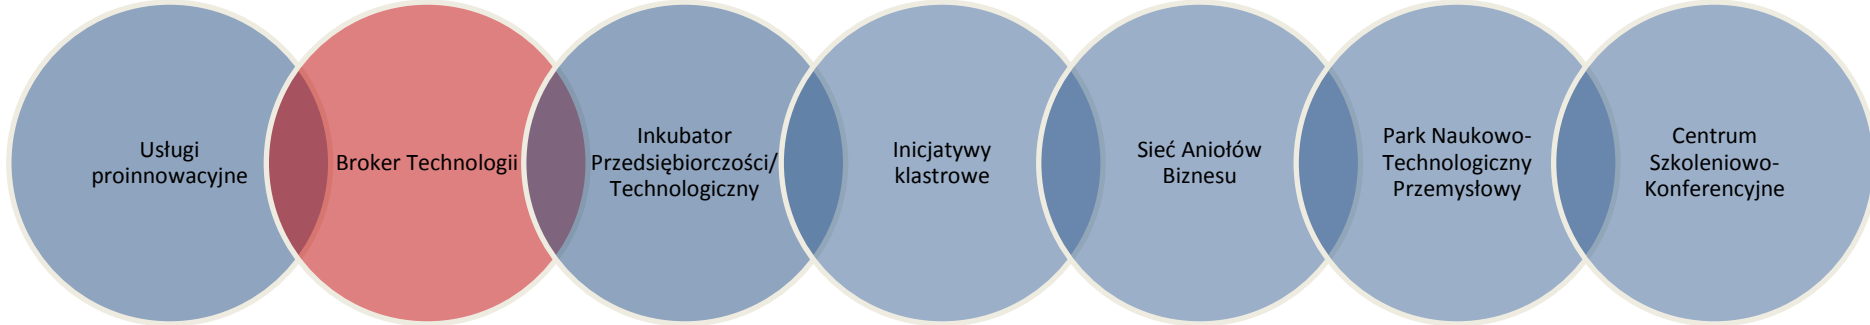 Usługi
proinnowacyjne
Broker Technologii
Inkubator
Przedsiębiorczości/
Technologiczny
Inicjatywy
klastrowe
Sieć Aniołów
Biznesu
Park Naukowo-
Technologiczny
Przemysłowy
Centrum
Szkoleniowo-
Konferencyjne